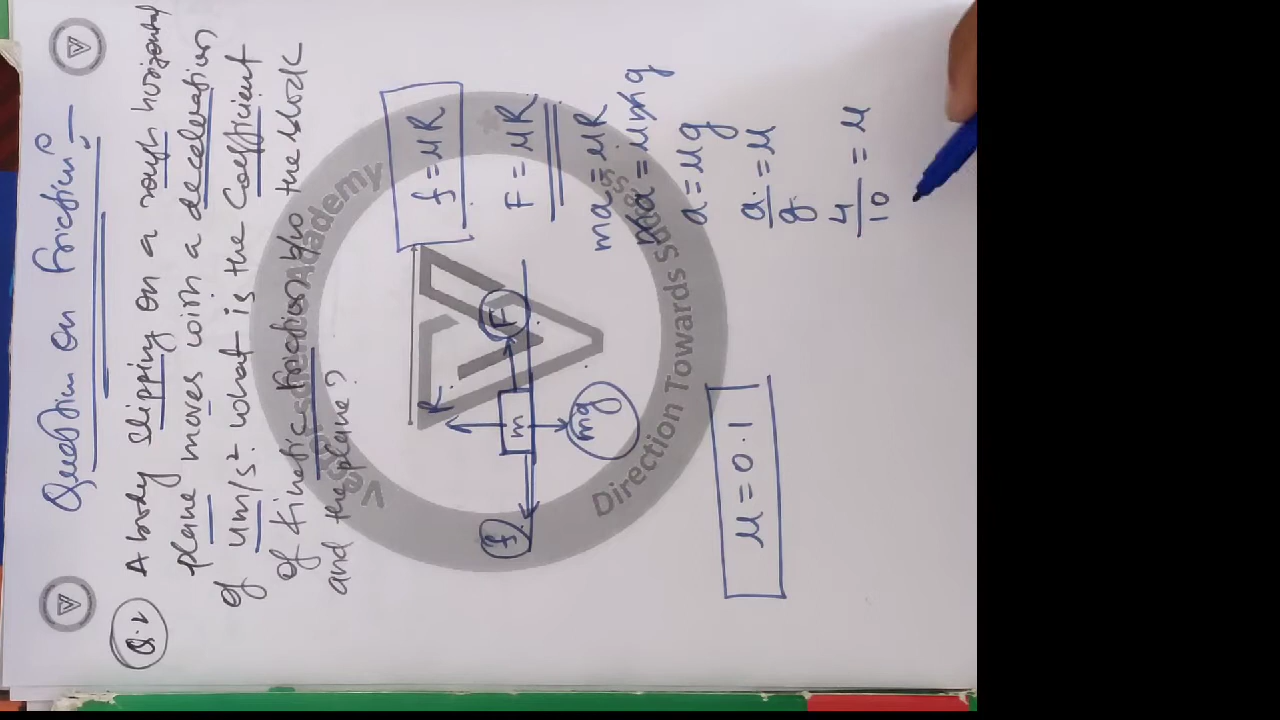 Question on friction:-
Q.2 A body slipping on a rough horizontal
plane moves with a deceleration
of 4m/s². what is the Coefficient
of kinetic friction b/w the block
and the plane?
R
m
f
F
mg
f = μR
F = μR
ma = μR
ma = μmg
a = μg
a/g = μ
4/10 = μ
μ = 0.1
Academy
Direction Towards Success